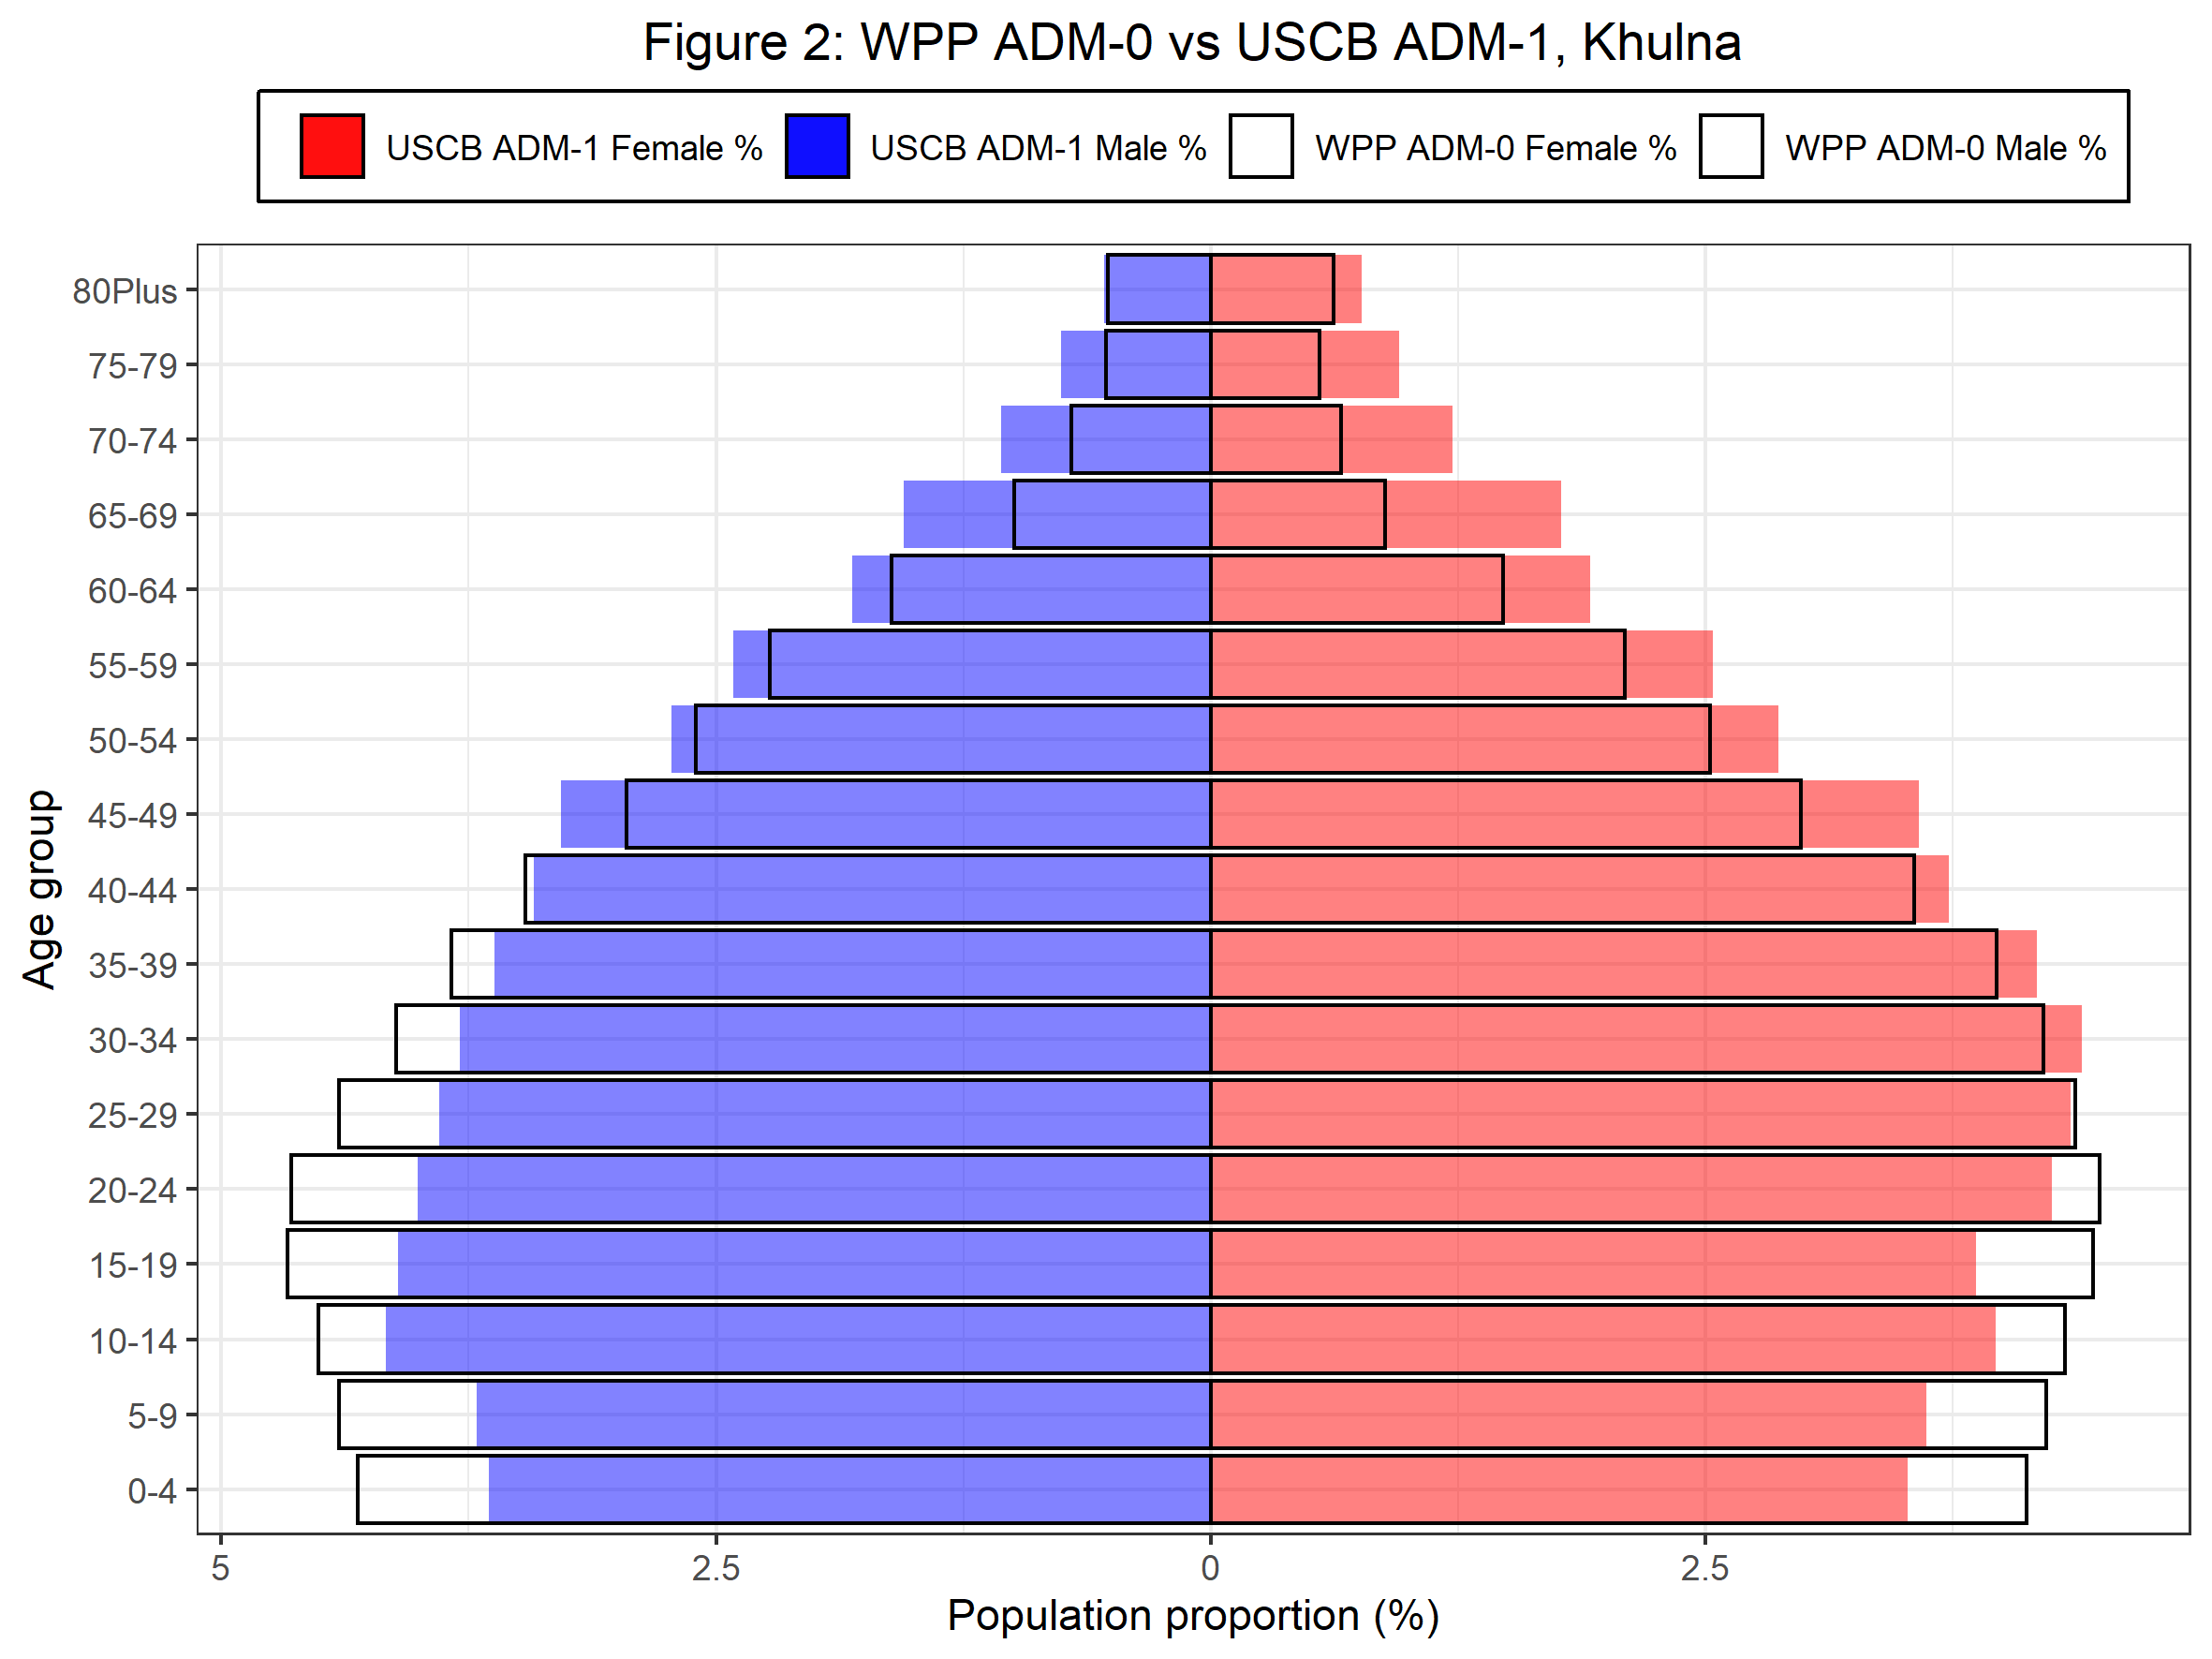 Figure 2: WPP ADM-0 vs USCB ADM-1, Khulna
USCB ADM-1 Female %
USCB ADM-1 Male %
WPP ADM-0 Female %
WPP ADM-0 Male %
Age group
80Plus
75-79
70-74
65-69
60-64
55-59
50-54
45-49
40-44
35-39
30-34
25-29
20-24
15-19
10-14
5-9
0-4
5
2.5
0
2.5
Population proportion (%)